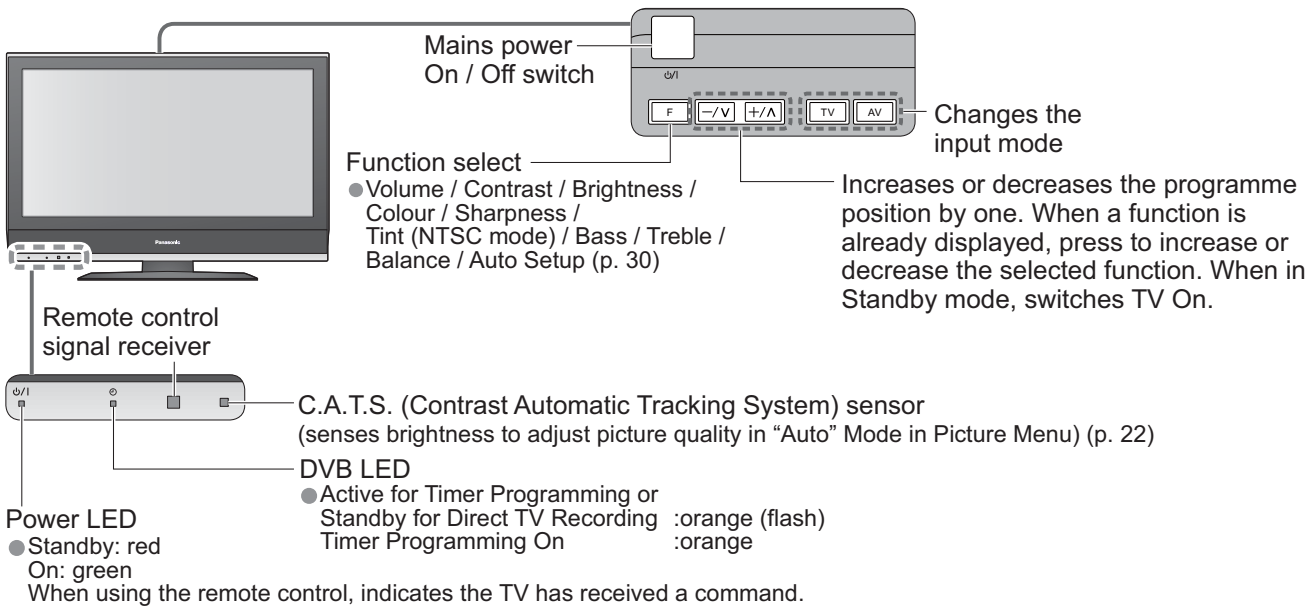 Mains power
On / Off switch
⏻/I
F
−/∨
+/∧
TV
AV
Changes the
input mode
Function select
●Volume / Contrast / Brightness /
Colour / Sharpness /
Tint (NTSC mode) / Bass / Treble /
Balance / Auto Setup (p. 30)
Increases or decreases the programme
position by one. When a function is
already displayed, press to increase or
decrease the selected function. When in
Standby mode, switches TV On.
Panasonic
Remote control
signal receiver
⏻/I
C.A.T.S. (Contrast Automatic Tracking System) sensor
(senses brightness to adjust picture quality in “Auto” Mode in Picture Menu) (p. 22)
DVB LED
●Active for Timer Programming or
Standby for Direct TV Recording :orange (flash)
Timer Programming On :orange
Power LED
●Standby: red
On: green
When using the remote control, indicates the TV has received a command.